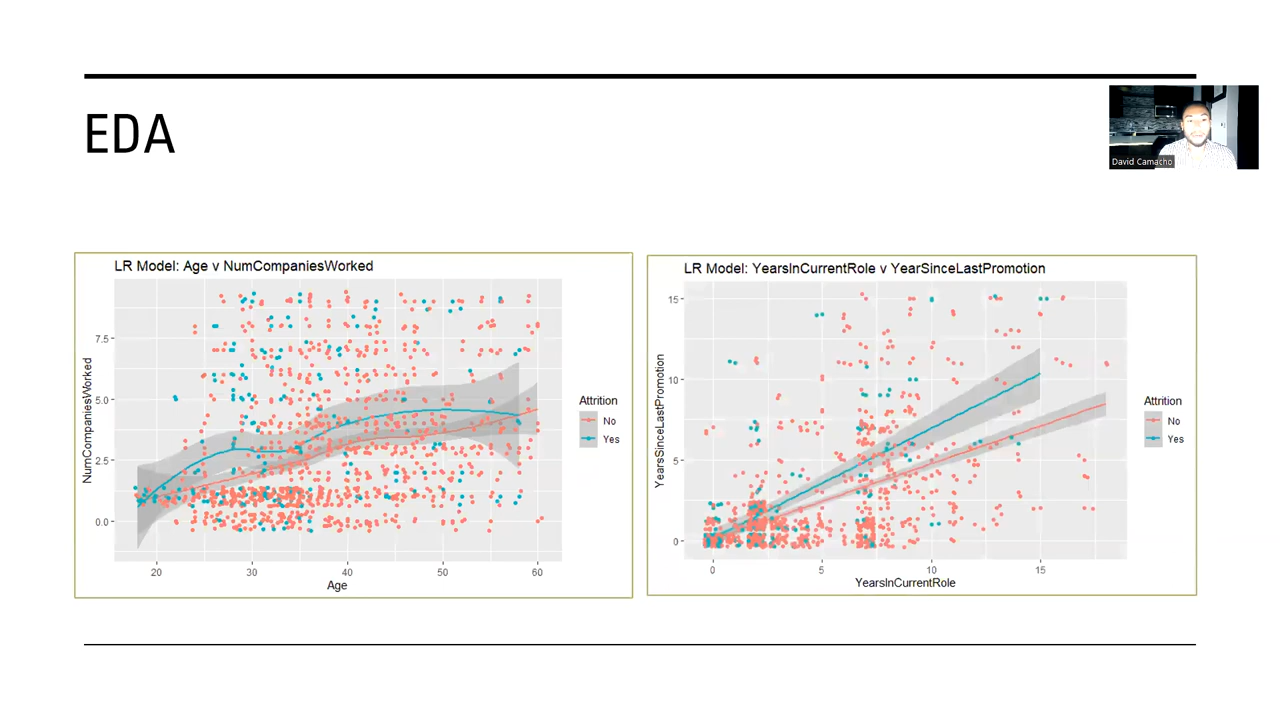 EDA
David Camacho
LR Model: Age v NumCompaniesWorked
NumCompaniesWorked
7.5
5.0
2.5
0.0
20 30 40 50 60
Age
Attrition
No
Yes
LR Model: YearsInCurrentRole v YearSinceLastPromotion
YearsSinceLastPromotion
15
10
5
0
0 5 10 15
YearsInCurrentRole
Attrition
No
Yes